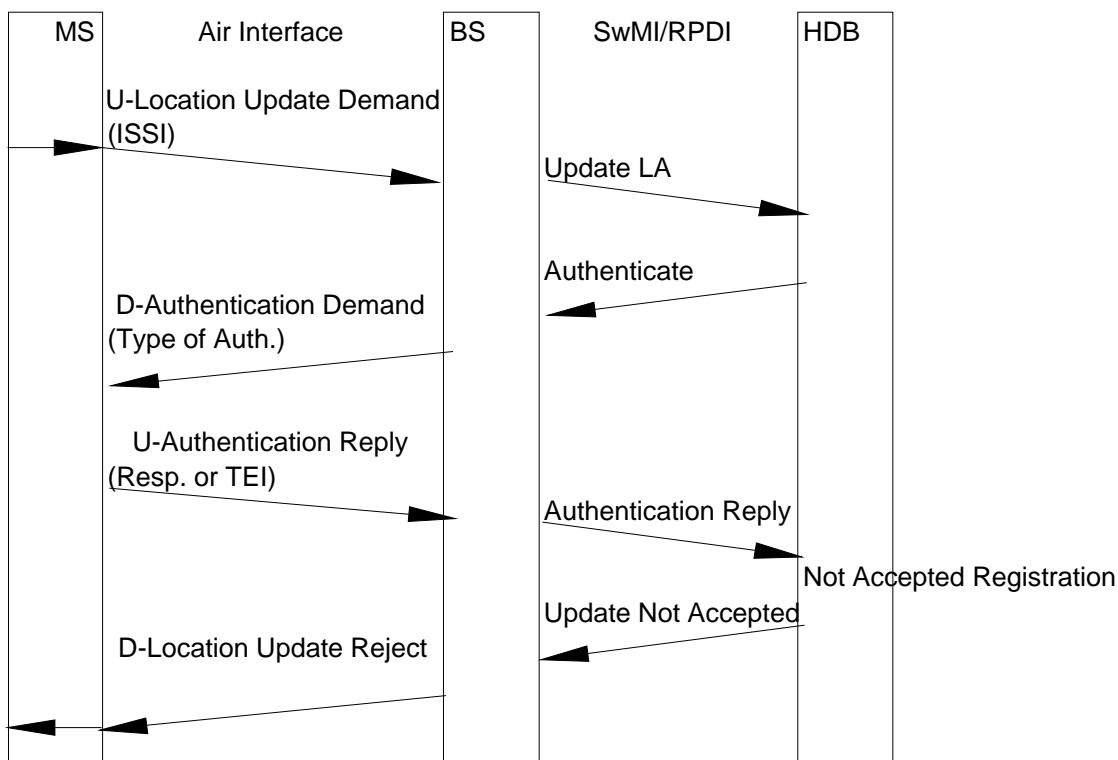 MS
Air Interface
BS
SwMI/RPDI
HDB
U-Location Update Demand
(ISSI)
Update LA
Authenticate
D-Authentication Demand
(Type of Auth.)
U-Authentication Reply
(Resp. or TEI)
Authentication Reply
Not Accepted Registration
Update Not Accepted
D-Location Update Reject